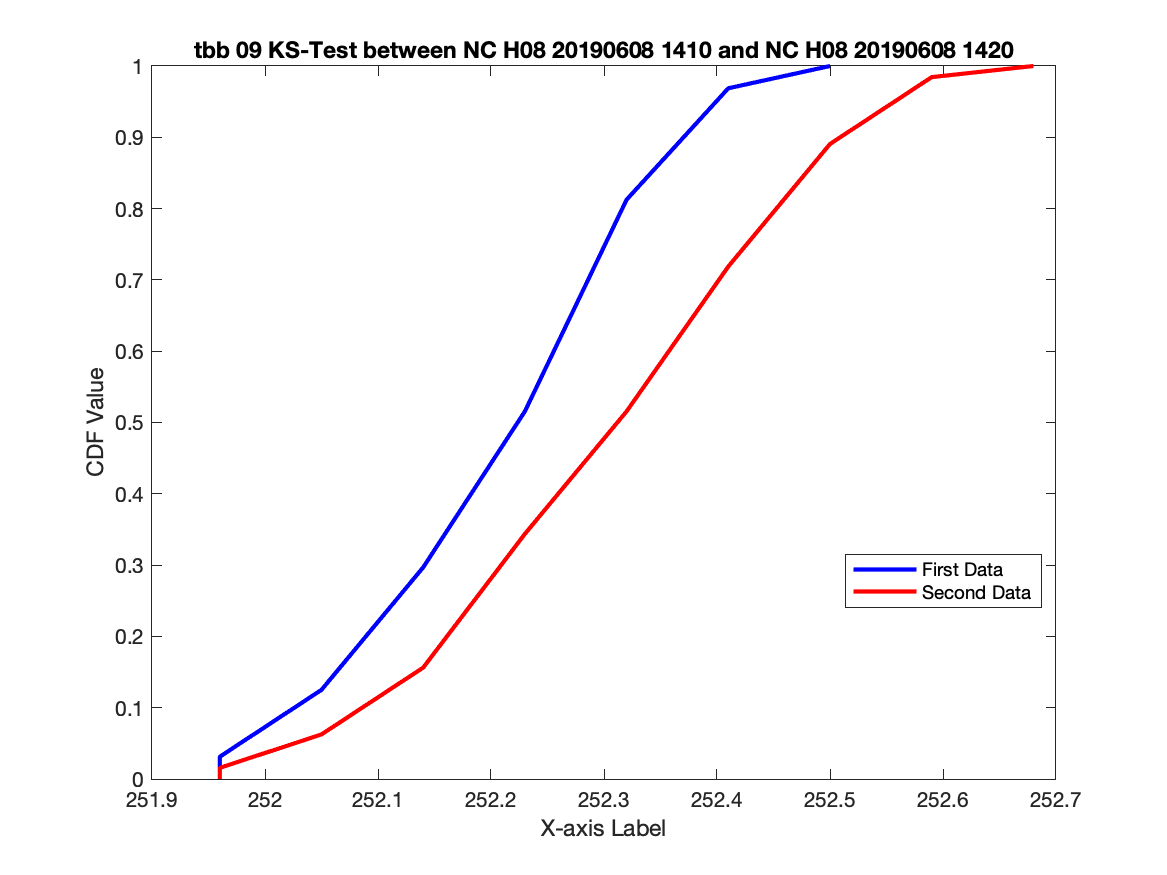 tbb 09 KS-Test between NC H08 20190608 1410 and NC H08 20190608 1420
1
0.9
0.8
0.7
0.6
0.5
0.4
0.3
0.2
0.1
0
CDF Value
First Data
Second Data
251.9 252 252.1 252.2 252.3 252.4 252.5 252.6 252.7
X-axis Label